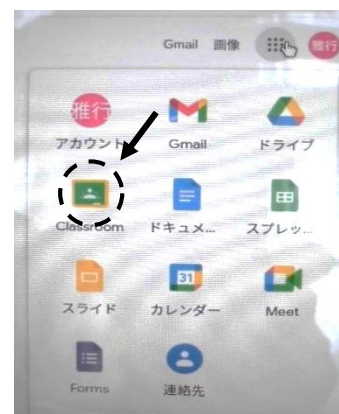 Gmail 画像 雅行
雅行
アカウント Gmail ドライブ
Classroom ドキュメ... スプレッ...
31
スライド カレンダー Meet
Forms 連絡先